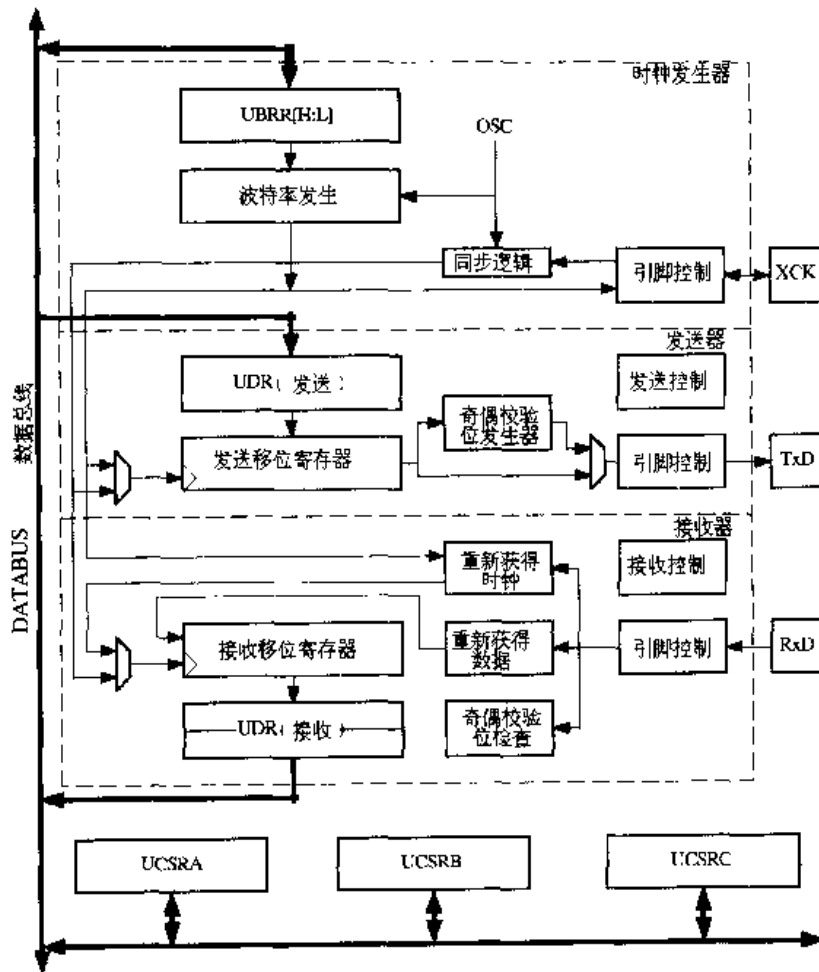 时钟发生器
UBRR[H:L]
OSC
波特率发生
同步逻辑
引脚控制
XCK
发送器
UDR(发送)
发送控制
奇偶校验
位发生器
发送移位寄存器
引脚控制
TxD
数据总线
DATABUS
接收器
重新获得
时钟
接收控制
接收移位寄存器
重新获得
数据
引脚控制
RxD
UDR(接收)
奇偶校验
位检查
UCSRA
UCSRB
UCSRC